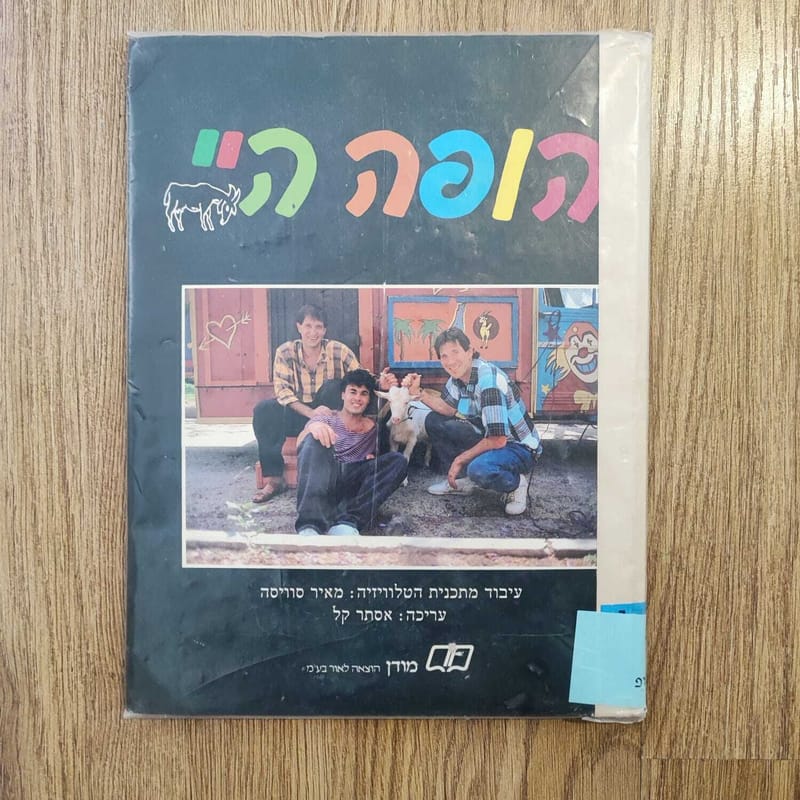 הופה היי
עיבוד מתכנית הטלוויזיה: מאיר סוויסה
עריכה: אסתר קל
מודן הוצאה לאור בע״מ